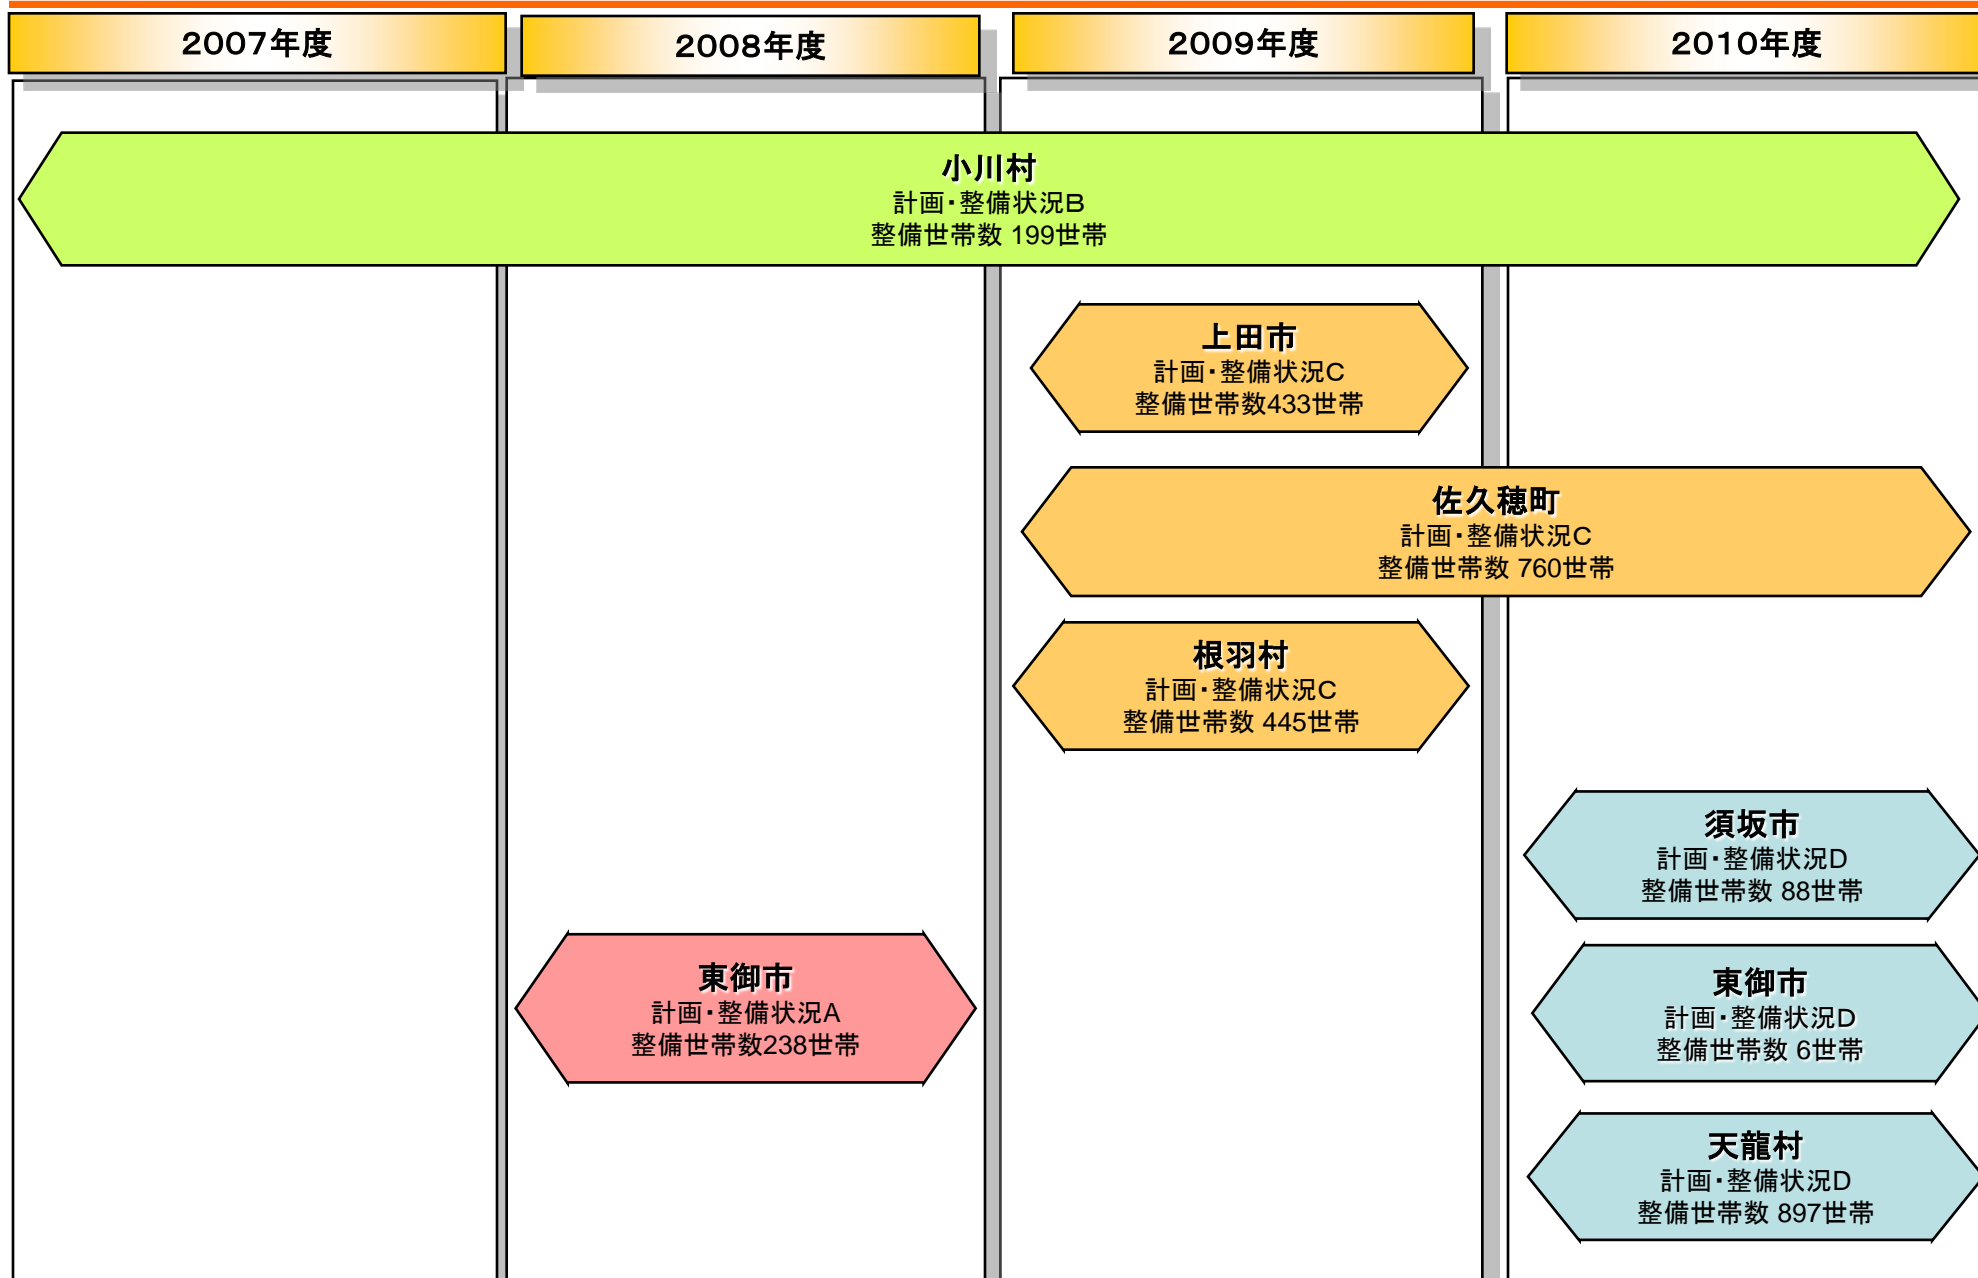 2007年度
2008年度
2009年度
2010年度
小川村
計画・整備状況B
整備世帯数 199世帯
上田市
計画・整備状況C
整備世帯数433世帯
佐久穂町
計画・整備状況C
整備世帯数 760世帯
根羽村
計画・整備状況C
整備世帯数 445世帯
須坂市
計画・整備状況D
整備世帯数 88世帯
東御市
計画・整備状況A
整備世帯数238世帯
東御市
計画・整備状況D
整備世帯数 6世帯
天龍村
計画・整備状況D
整備世帯数 897世帯